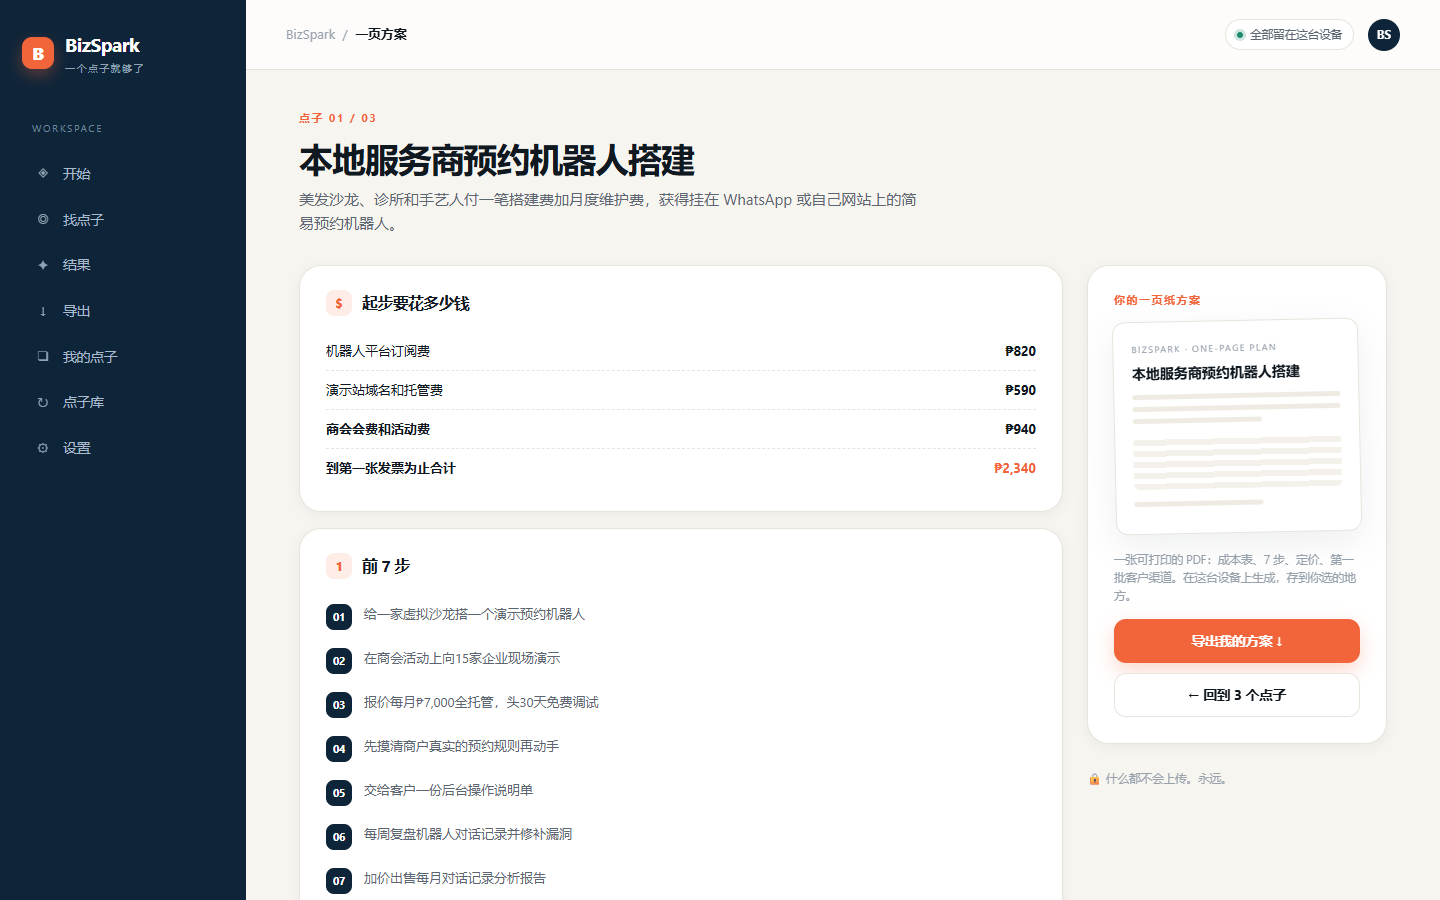 B
BizSpark
一个点子就够了
WORKSPACE
开始
找点子
结果
导出
我的点子
点子库
设置
BizSpark / 一页方案
全部留在这台设备
BS
点子 01 / 03
本地服务商预约机器人搭建
美发沙龙、诊所和手艺人付一笔搭建费加月度维护费，获得挂在 WhatsApp 或自己网站上的简
易预约机器人。
$ 起步要花多少钱
机器人平台订阅费 ₱820
演示站域名和托管费 ₱590
商会会费和活动费 ₱940
到第一张发票为止合计 ₱2,340
1 前 7 步
01 给一家虚拟沙龙搭一个演示预约机器人
02 在商会活动上向15家企业现场演示
03 报价每月₱7,000全托管，头30天免费调试
04 先摸清商户真实的预约规则再动手
05 交给客户一份后台操作说明单
06 每周复盘机器人对话记录并修补漏洞
07 加价出售每月对话记录分析报告
你的一页纸方案
BIZSPARK · ONE-PAGE PLAN
本地服务商预约机器人搭建
一张可打印的 PDF：成本表、7 步、定价、第一
批客户渠道。在这台设备上生成，存到你选的地
方。
导出我的方案 ↓
← 回到 3 个点子
什么都不会上传。永远。